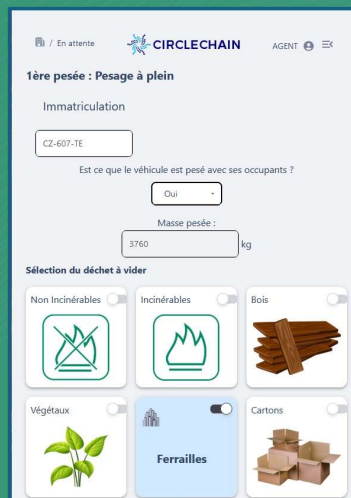 / En attente
CIRCLECHAIN
AGENT
1ère pesée : Pesage à plein
Immatriculation
CZ-607-TE
Est ce que le véhicule est pesé avec ses occupants ?
Oui
Masse pesée :
3760 kg
Sélection du déchet à vider
Non Incinérables
Incinérables
Bois
Végétaux
Ferrailles
Cartons